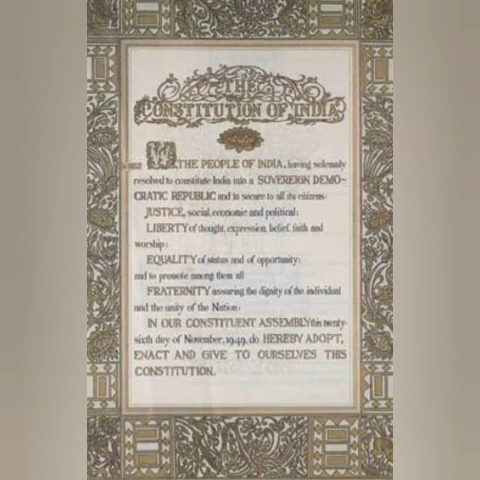 THE
CONSTITUTION OF INDIA
WE, THE PEOPLE OF INDIA, having solemnly
resolved to constitute India into a SOVEREIGN DEMO-
CRATIC REPUBLIC and to secure to all its citizens:
JUSTICE, social, economic and political;
LIBERTY of thought, expression, belief, faith and
worship;
EQUALITY of status and of opportunity;
and to promote among them all
FRATERNITY assuring the dignity of the individual
and the unity of the Nation;
IN OUR CONSTITUENT ASSEMBLY this twenty-
sixth day of November, 1949, do HEREBY ADOPT,
ENACT AND GIVE TO OURSELVES THIS
CONSTITUTION.